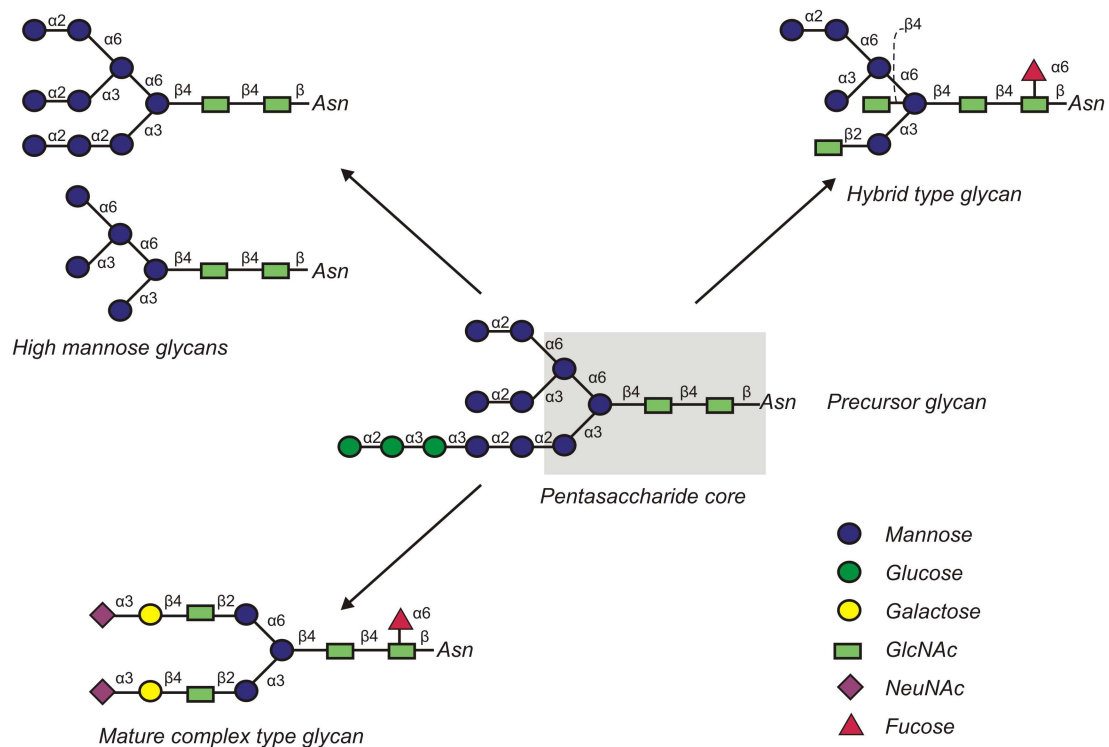 α2
α6
α3
α6
β4
β4
β
Asn
α2
α2
α2
α3
α6
α3
α6
β4
β4
β
Asn
α3
High mannose glycans
α2
β4
α6
α3
α6
β4
β4
β
Asn
β2
α3
Hybrid type glycan
α2
α6
α2
α3
α6
β4
β4
β
Asn
Precursor glycan
α2
α3
α3
α2
α2
α3
Pentasaccharide core
α3
β4
β2
α6
β4
β4
α6
β
Asn
α3
β4
β2
α3
Mature complex type glycan
Mannose
Glucose
Galactose
GlcNAc
NeuNAc
Fucose